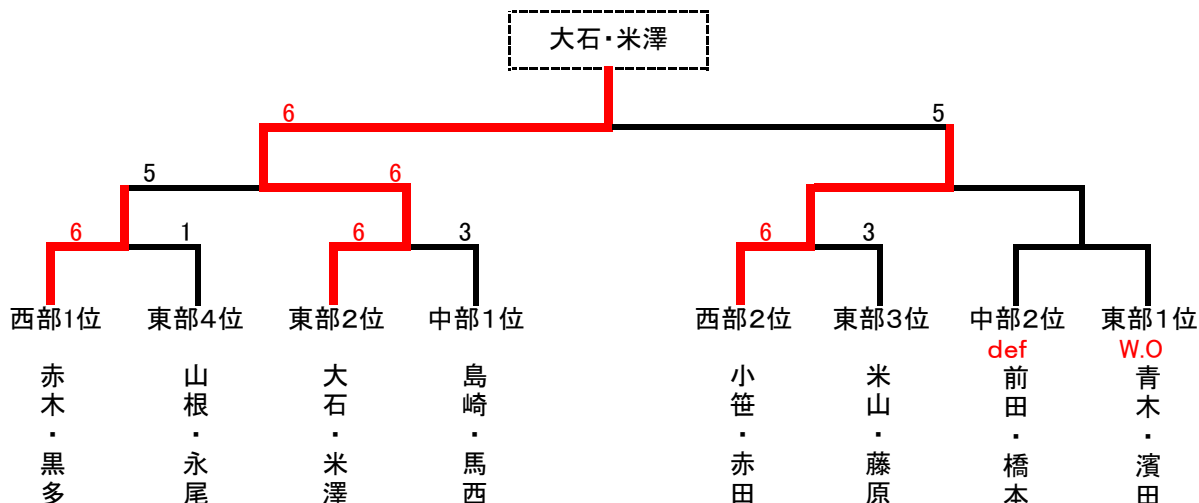 大石・米澤
6
5
5
6
6
1
6
3
6
3
西部1位
東部4位
東部2位
中部1位
西部2位
東部3位
中部2位
東部1位
def
W.O
赤木・黒多
山根・永尾
大石・米澤
島崎・馬西
小笹・赤田
米山・藤原
前田・橋本
青木・濱田